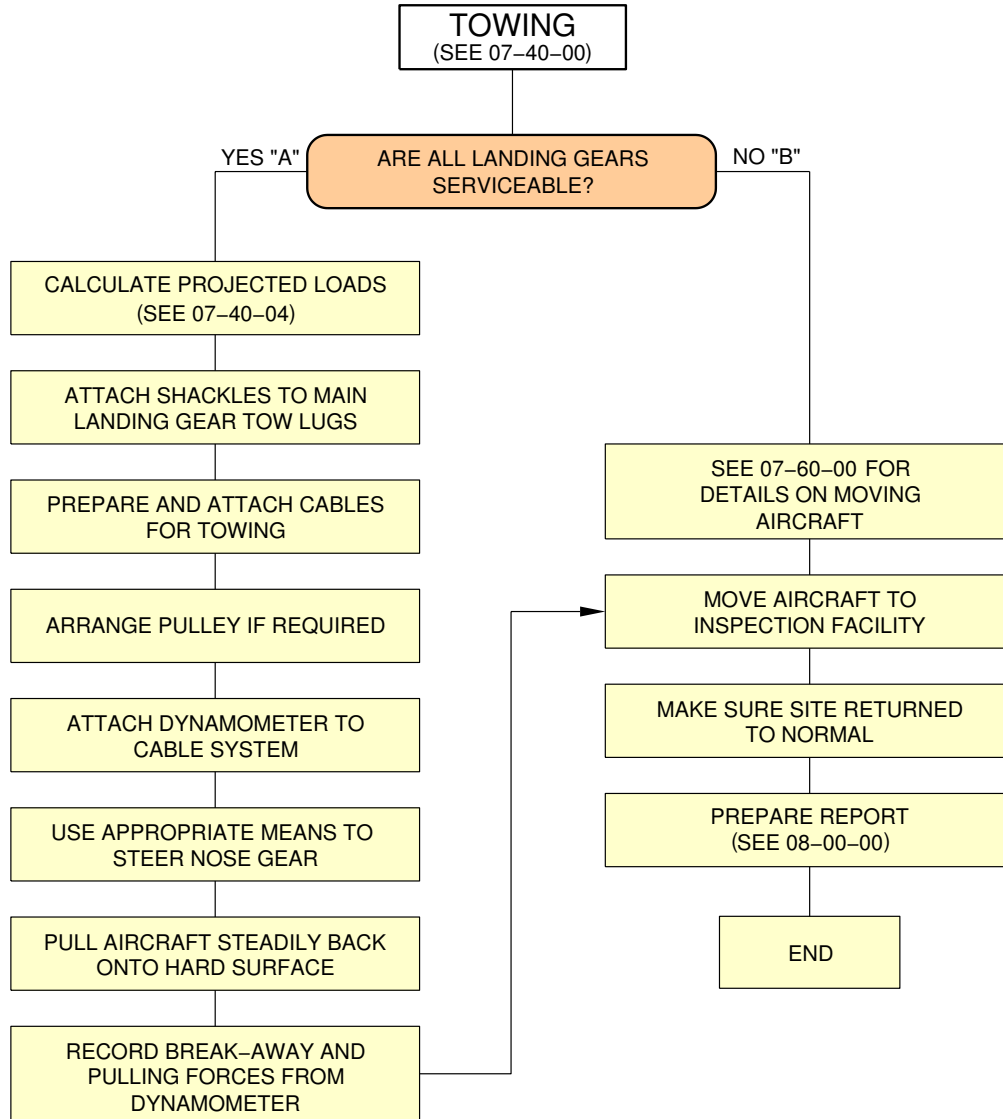 TOWING
(SEE 07−40−00)
YES "A"
ARE ALL LANDING GEARS
SERVICEABLE?
NO "B"
CALCULATE PROJECTED LOADS
(SEE 07−40−04)
ATTACH SHACKLES TO MAIN
LANDING GEAR TOW LUGS
PREPARE AND ATTACH CABLES
FOR TOWING
ARRANGE PULLEY IF REQUIRED
ATTACH DYNAMOMETER TO
CABLE SYSTEM
USE APPROPRIATE MEANS TO
STEER NOSE GEAR
PULL AIRCRAFT STEADILY BACK
ONTO HARD SURFACE
RECORD BREAK−AWAY AND
PULLING FORCES FROM
DYNAMOMETER
SEE 07−60−00 FOR
DETAILS ON MOVING
AIRCRAFT
MOVE AIRCRAFT TO
INSPECTION FACILITY
MAKE SURE SITE RETURNED
TO NORMAL
PREPARE REPORT
(SEE 08−00−00)
END